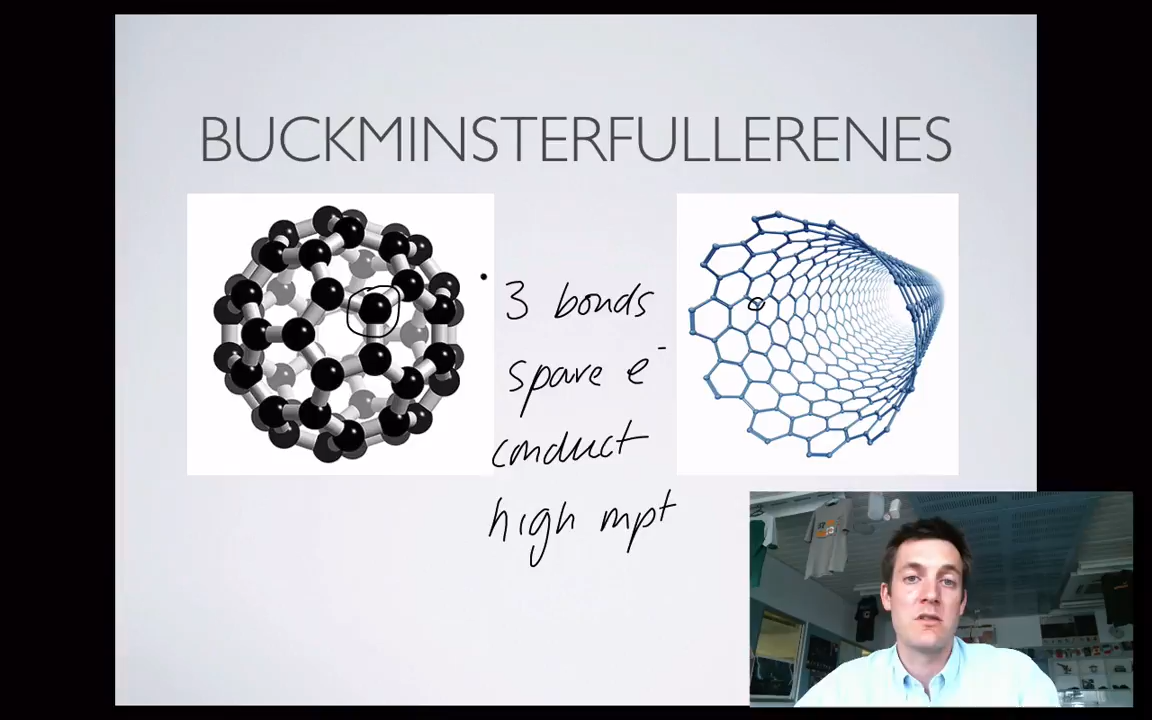 BUCKMINSTERFULLERENES
3 bonds
spare e⁻
conduct
high mpt